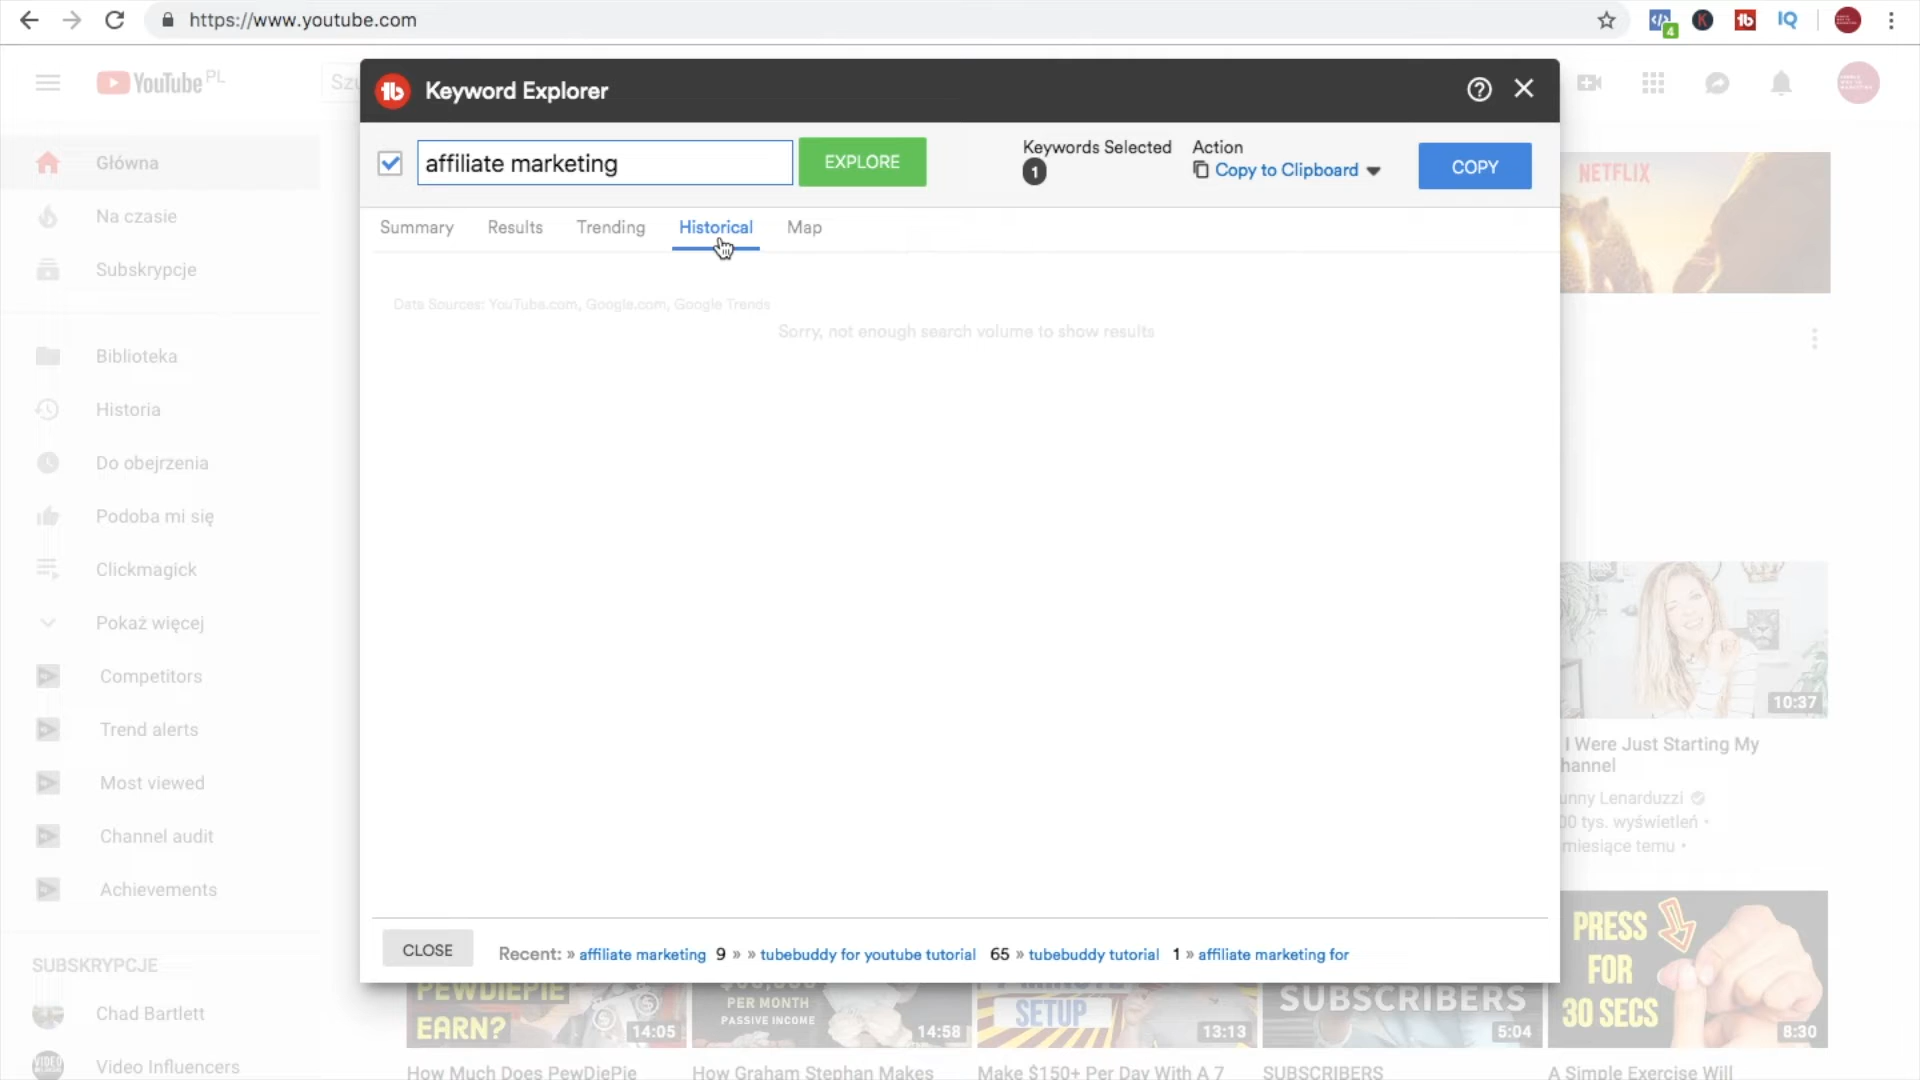 https://www.youtube.com
4
K
tb
IQ
YouTube PL
Szu
Keyword Explorer
affiliate marketing
EXPLORE
Keywords Selected
1
Action
Copy to Clipboard
COPY
Summary
Results
Trending
Historical
Map
Data Sources: YouTube.com, Google.com, Google Trends
Sorry, not enough search volume to show results
Główna
Na czasie
Subskrypcje
Biblioteka
Historia
Do obejrzenia
Podoba mi się
Clickmagick
Pokaż więcej
Competitors
Trend alerts
Most viewed
Channel audit
Achievements
SUBSKRYPCJE
Chad Bartlett
Video Influencers
NETFLIX
10:37
I Were Just Starting My
hannel
unny Lenarduzzi
00 tys. wyświetleń •
miesiące temu •
PRESS
FOR
30 SECS
8:30
CLOSE
Recent: » affiliate marketing 9 » » tubebuddy for youtube tutorial 65 » tubebuddy tutorial 1 » affiliate marketing for
PEWDIEPIE
EARN?
14:05
PER MONTH
PASSIVE INCOME
14:58
SETUP
13:13
SUBSCRIBERS
5:04
How Much Does PewDiePie
How Graham Stephan Makes
Make $150+ Per Day With A 7
SUBSCRIBERS
A Simple Exercise Will